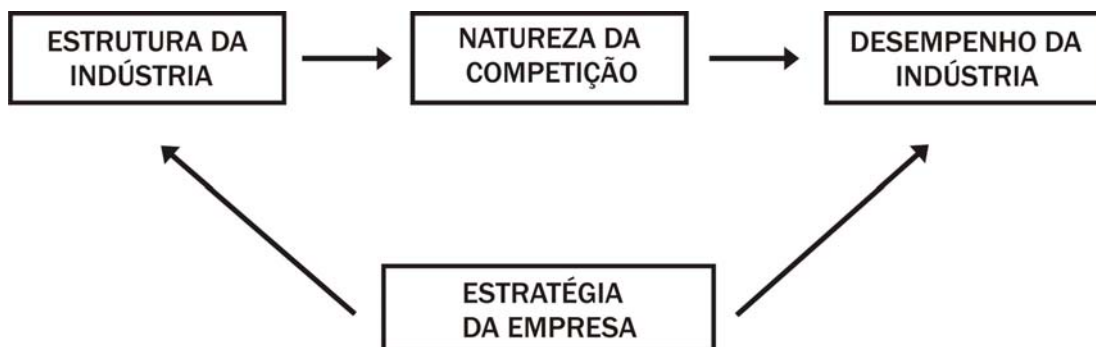 ESTRUTURA DA
INDÚSTRIA
NATUREZA DA
COMPETIÇÃO
DESEMPENHO DA
INDÚSTRIA
ESTRATÉGIA
DA EMPRESA